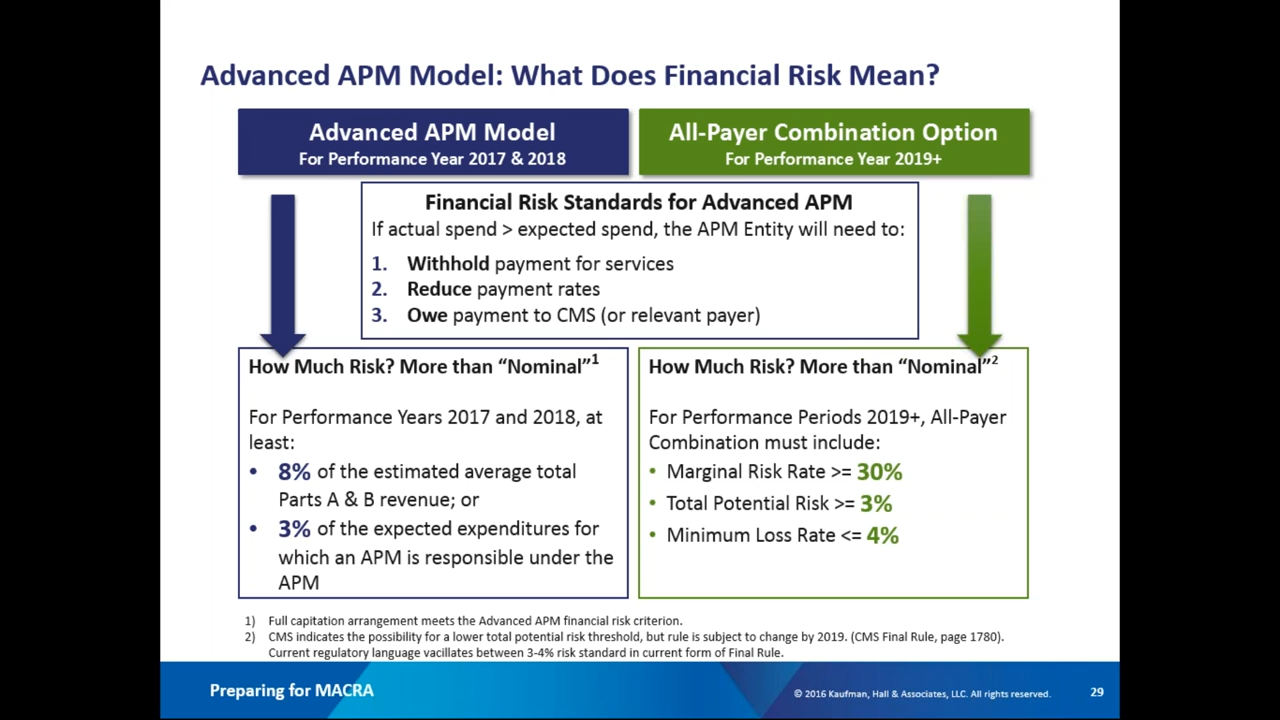 Advanced APM Model: What Does Financial Risk Mean?
Advanced APM Model
For Performance Year 2017 & 2018
All-Payer Combination Option
For Performance Year 2019+
Financial Risk Standards for Advanced APM
If actual spend > expected spend, the APM Entity will need to:
1. Withhold payment for services
2. Reduce payment rates
3. Owe payment to CMS (or relevant payer)
How Much Risk? More than “Nominal”1
For Performance Years 2017 and 2018, at
least:
• 8% of the estimated average total
Parts A & B revenue; or
• 3% of the expected expenditures for
which an APM is responsible under the
APM
How Much Risk? More than “Nominal”2
For Performance Periods 2019+, All-Payer
Combination must include:
• Marginal Risk Rate >= 30%
• Total Potential Risk >= 3%
• Minimum Loss Rate <= 4%
1) Full capitation arrangement meets the Advanced APM financial risk criterion.
2) CMS indicates the possibility for a lower total potential risk threshold, but rule is subject to change by 2019. (CMS Final Rule, page 1780).
Current regulatory language vacillates between 3-4% risk standard in current form of Final Rule.
Preparing for MACRA
© 2016 Kaufman, Hall & Associates, LLC. All rights reserved.
29